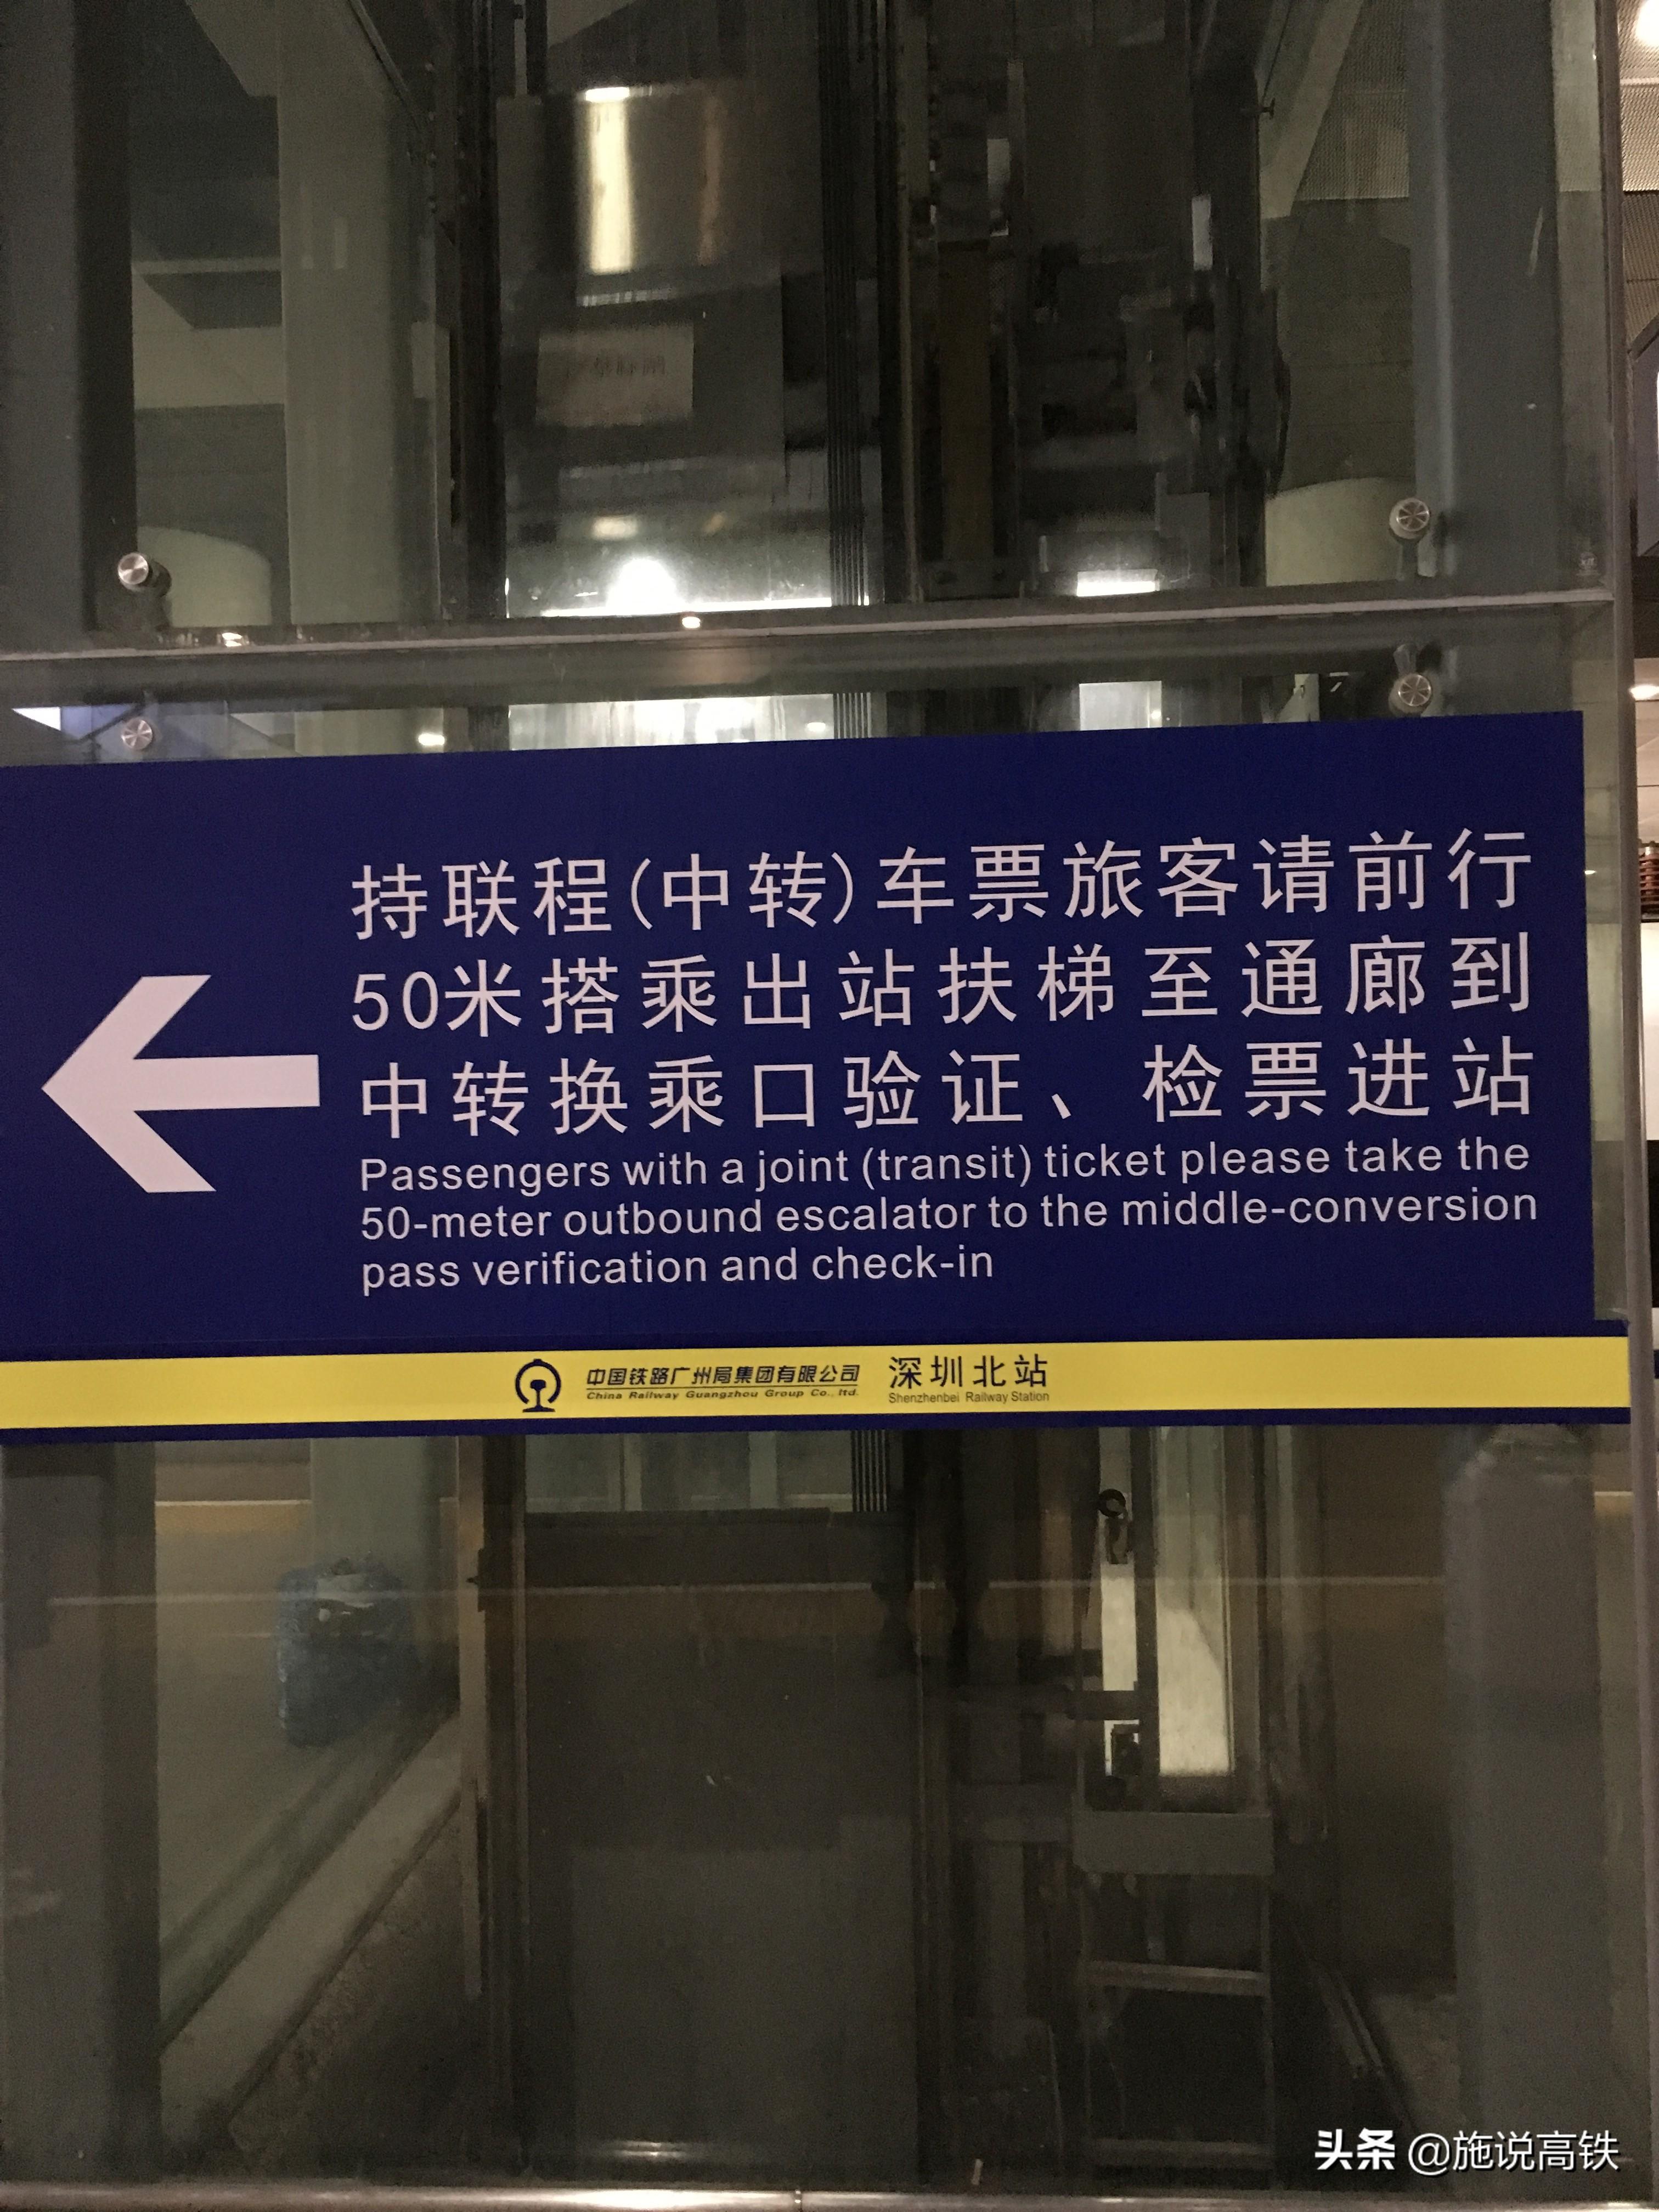 持联程(中转)车票旅客请前行
50米搭乘出站扶梯至通廊到
中转换乘口验证、检票进站
Passengers with a joint (transit) ticket please take the
50-meter outbound escalator to the middle-conversion
pass verification and check-in
中国铁路广州局集团有限公司 深圳北站
China Railway Guangzhou Group Co., ltd. Shenzhenbei Railway Station
头条 @施说高铁